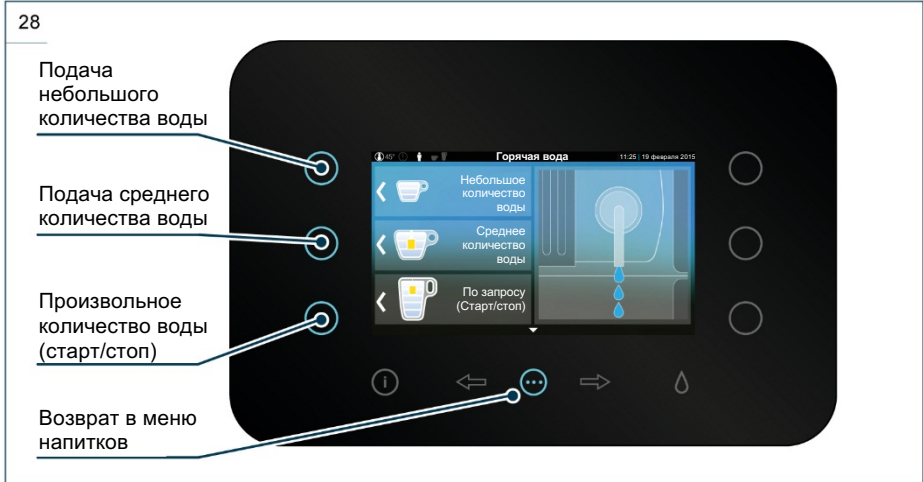 28
Подача
небольшого
количества воды
Подача среднего
количества воды
Произвольное
количество воды
(старт/стоп)
Возврат в меню
напитков
45° Горячая вода 11:25 | 19 февраля 2015
Небольшое
количество
воды
Среднее
количество
воды
По запросу
(Старт/стоп)
i